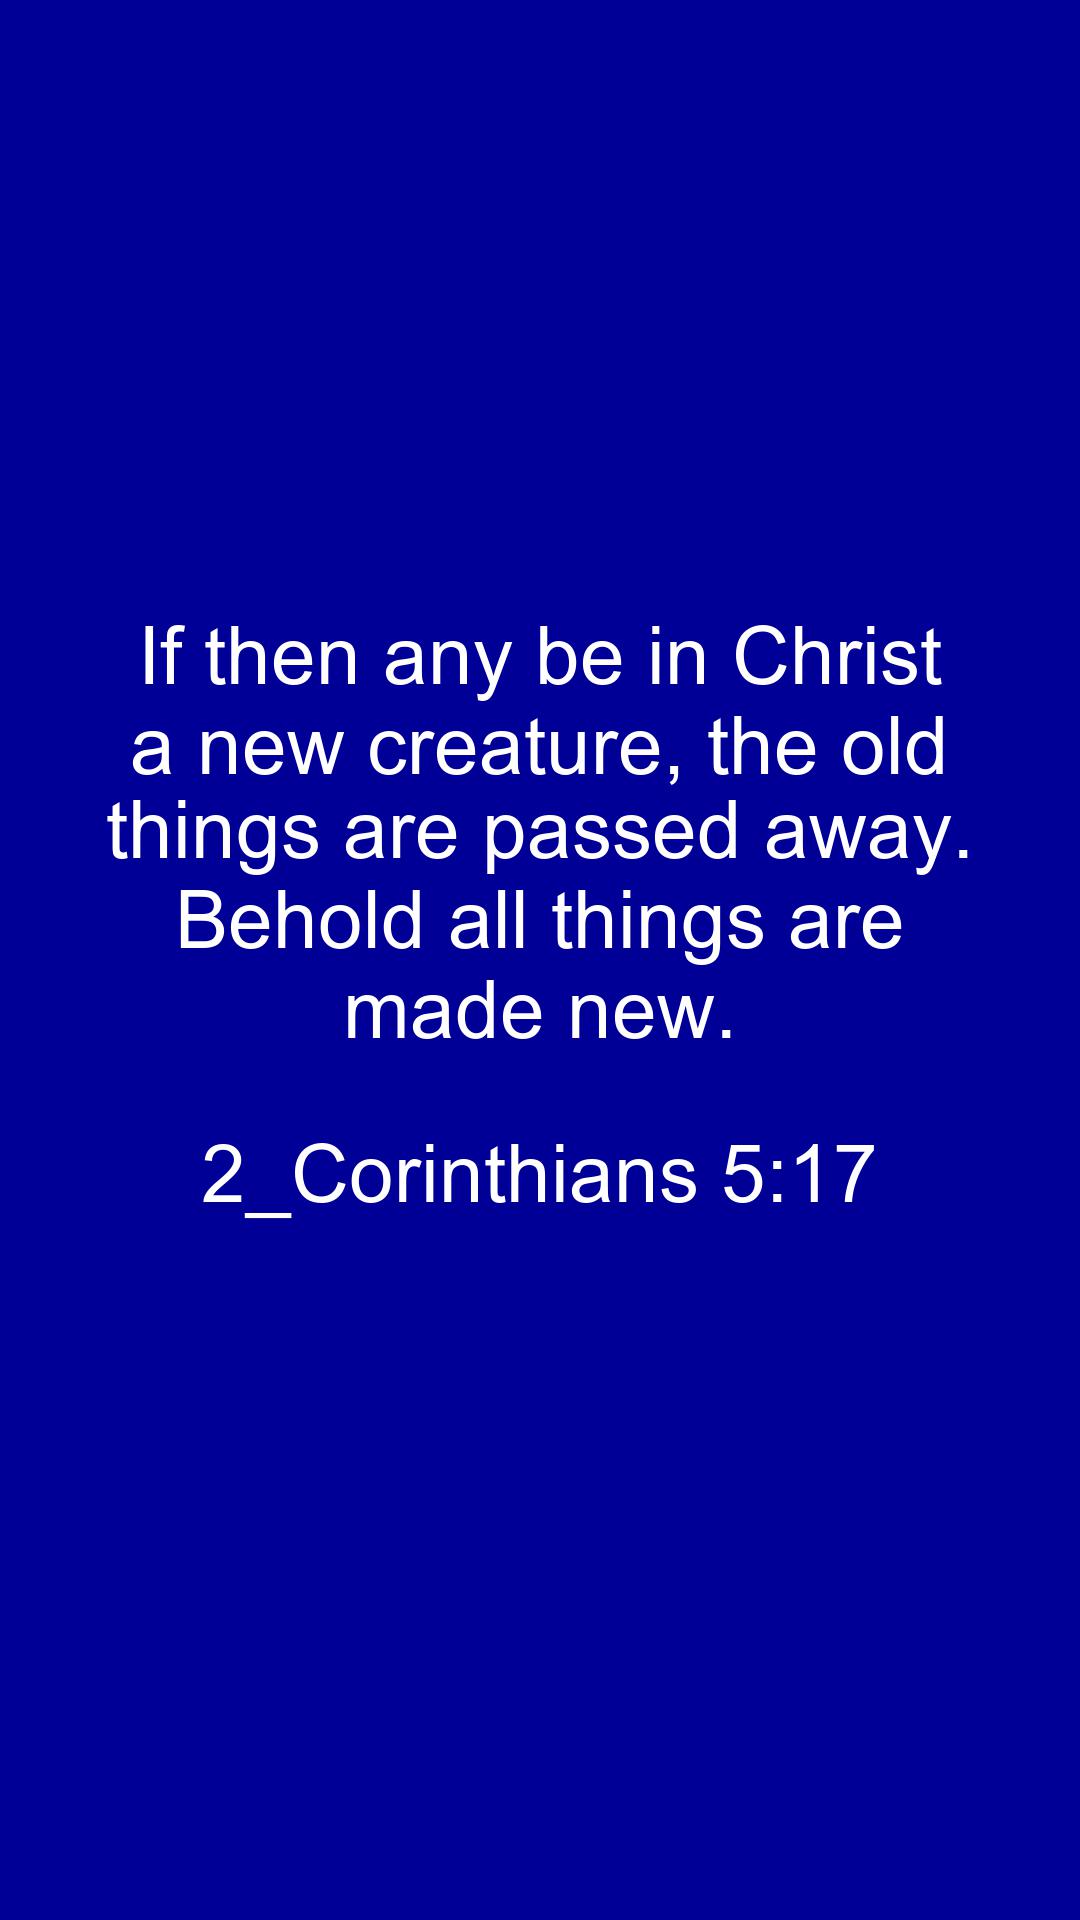 If then any be in Christ
a new creature, the old
things are passed away.
Behold all things are
made new.
2_Corinthians 5:17